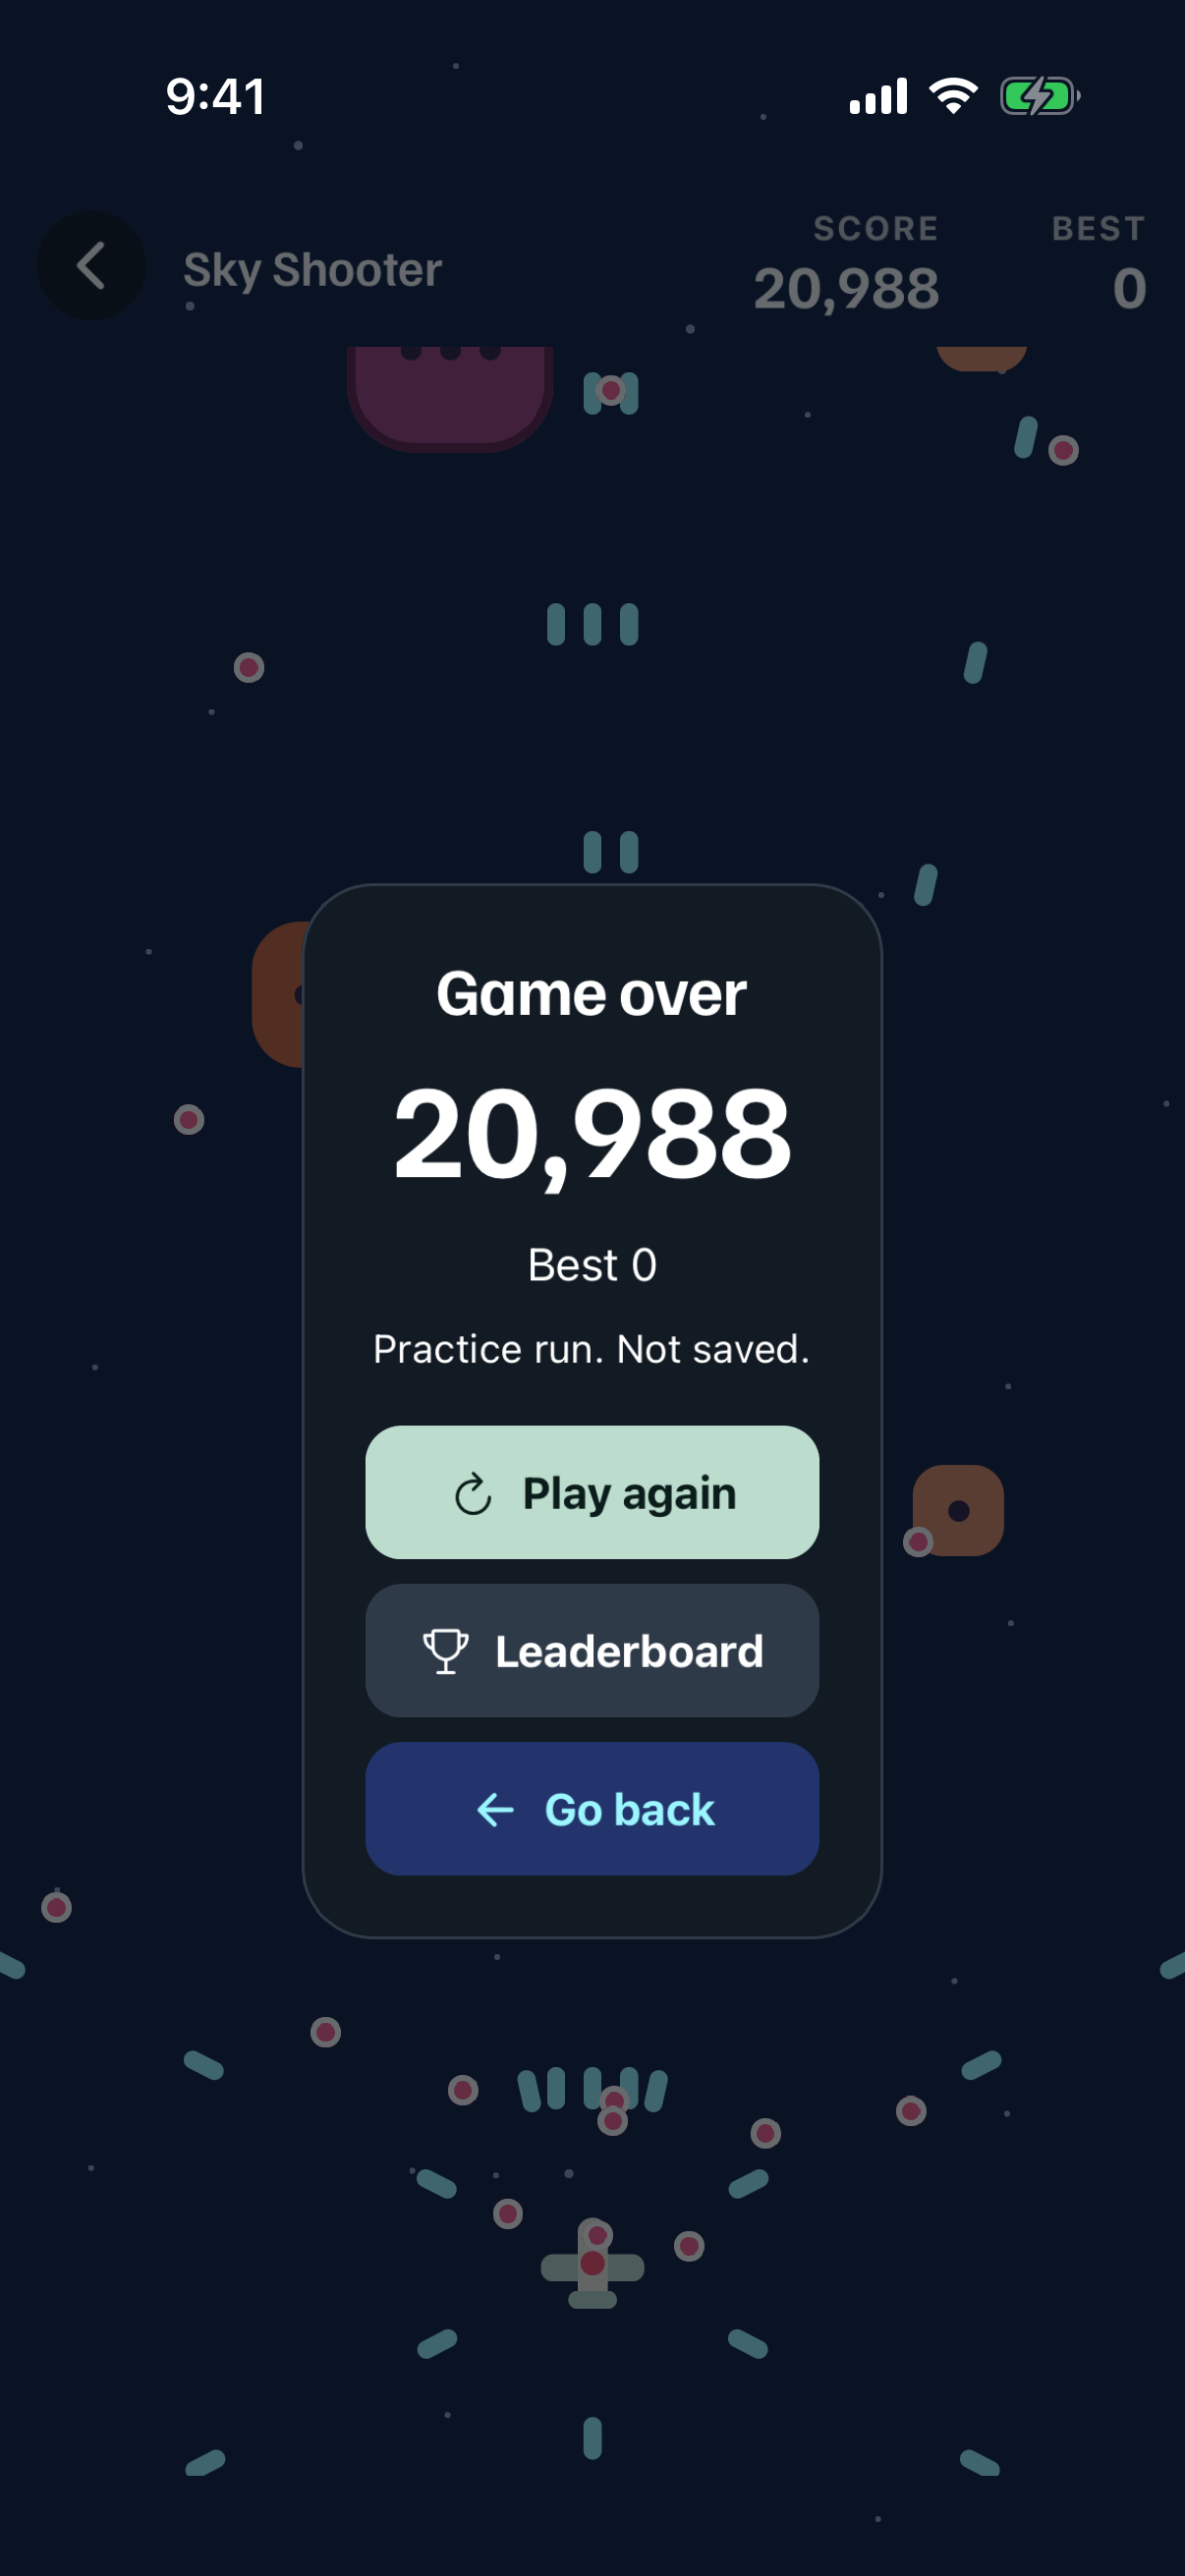 9:41
Sky Shooter
SCORE
20,988
BEST
0
Game over
20,988
Best 0
Practice run. Not saved.
Play again
Leaderboard
Go back